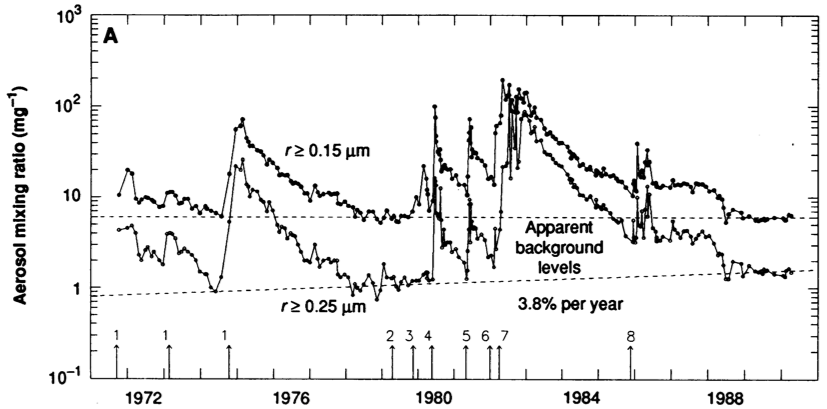 A
Aerosol mixing ratio (mg⁻¹)
10³
10²
10
1
10⁻¹
r ≥ 0.15 μm
Apparent
background
levels
r ≥ 0.25 μm
3.8% per year
1 1 1 2 3 4 5 6 7 8
1972 1976 1980 1984 1988